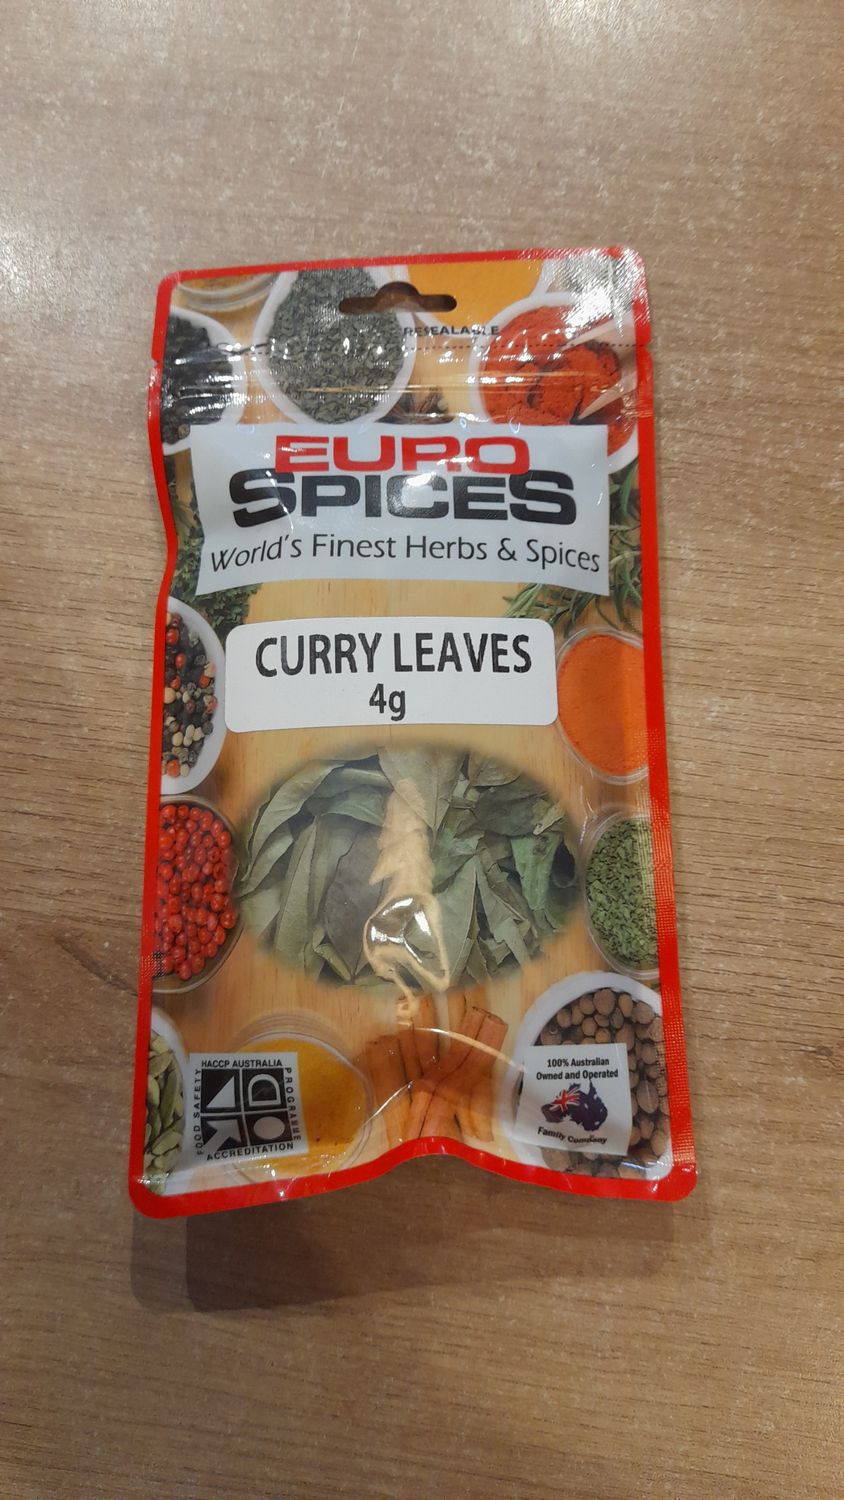 RESEALABLE
EURO
SPICES
World's Finest Herbs & Spices
CURRY LEAVES
4g
HACCP AUSTRALIA
FOOD SAFETY
PROGRAMME
ACCREDITATION
100% Australian
Owned and Operated
Family Company